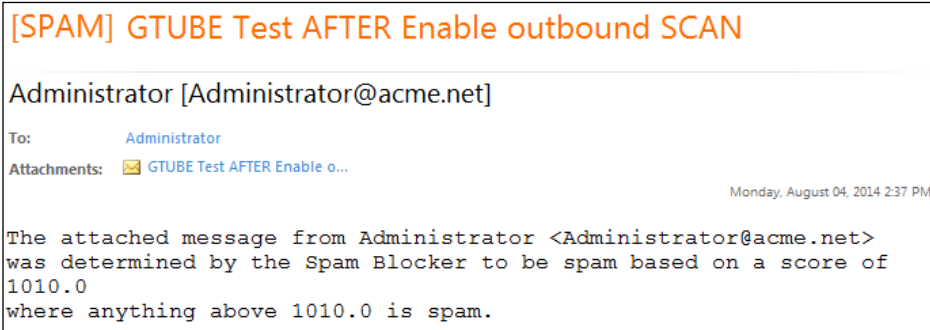 [SPAM] GTUBE Test AFTER Enable outbound SCAN
Administrator [Administrator@acme.net]
To: Administrator
Attachments: GTUBE Test AFTER Enable o...
Monday, August 04, 2014 2:37 PM
The attached message from Administrator <Administrator@acme.net>
was determined by the Spam Blocker to be spam based on a score of
1010.0
where anything above 1010.0 is spam.